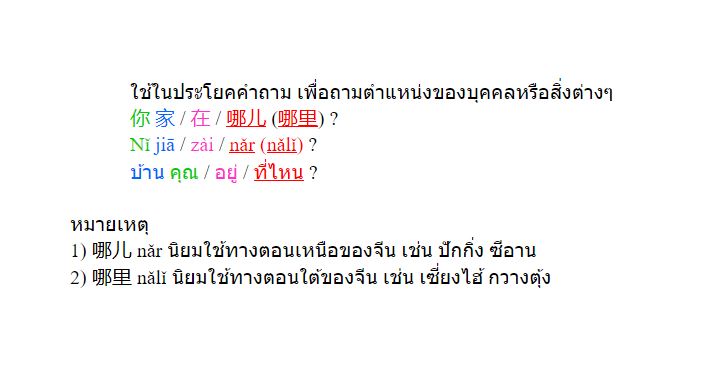 ใช้ในประโยคคำถาม เพื่อถามตำแหน่งของบุคคลหรือสิ่งต่างๆ
你 家 / 在 / 哪儿 (哪里) ?
Nǐ jiā / zài / nǎr (nǎlǐ) ?
บ้าน คุณ / อยู่ / ที่ไหน ?
หมายเหตุ
1) 哪儿 nǎr นิยมใช้ทางตอนเหนือของจีน เช่น ปักกิ่ง ซีอาน
2) 哪里 nǎlǐ นิยมใช้ทางตอนใต้ของจีน เช่น เซี่ยงไฮ้ กวางตุ้ง